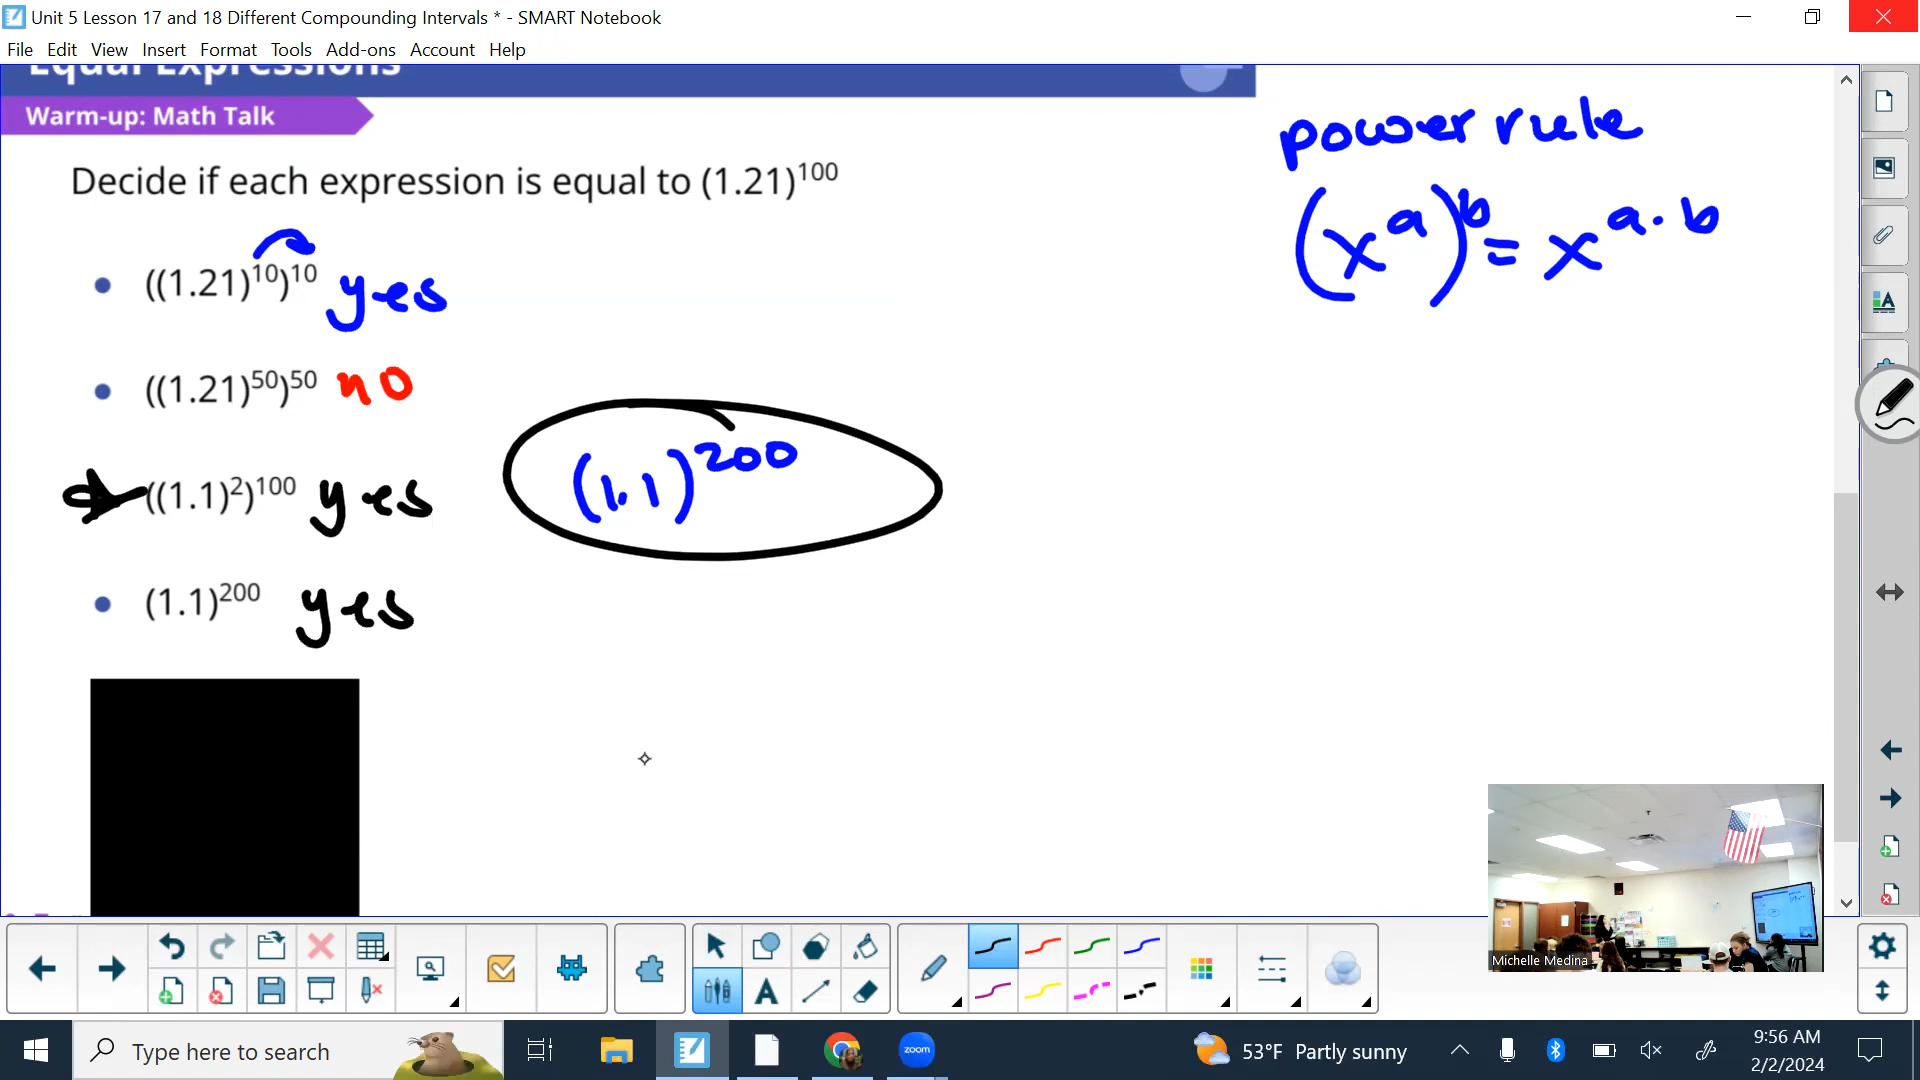 Unit 5 Lesson 17 and 18 Different Compounding Intervals * - SMART Notebook
File Edit View Insert Format Tools Add-ons Account Help
Equal Expressions
Warm-up: Math Talk
Decide if each expression is equal to (1.21)^100
((1.21)^10)^10 yes
((1.21)^50)^50 no
((1.1)^2)^100 yes
(1.1)^200 yes
(1.1)^200
power rule
(x^a)^b = x^a·b
Michelle Medina
Type here to search
zoom
53°F Partly sunny
9:56 AM
2/2/2024